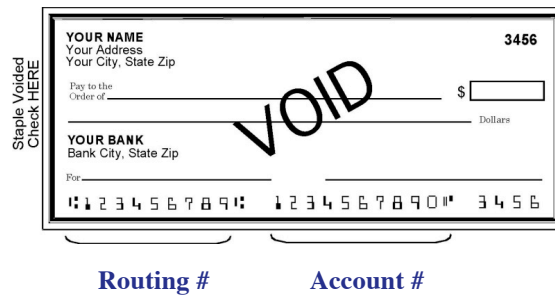 Staple Voided
Check HERE
YOUR NAME
Your Address
Your City, State Zip
3456
Pay to the
Order of
$
VOID
Dollars
YOUR BANK
Bank City, State Zip
For
⑆123456789⑆ 1234567890⑈ 3456
Routing # Account #